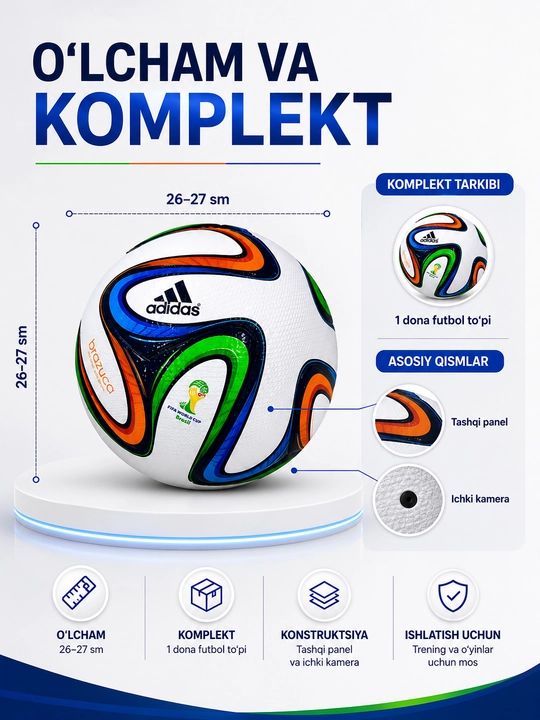 O‘LCHAM VA
KOMPLEKT
26–27 sm
26–27 sm
adidas
brazuca
FIFA WORLD CUP
Brasil
KOMPLEKT TARKIBI
adidas
1 dona futbol to‘pi
ASOSIY QISMLAR
Tashqi panel
Ichki kamera
O‘LCHAM
26–27 sm
KOMPLEKT
1 dona futbol to‘pi
KONSTRUKTSIYA
Tashqi panel
va ichki kamera
ISHLATISH UCHUN
Trening va o‘yinlar
uchun mos